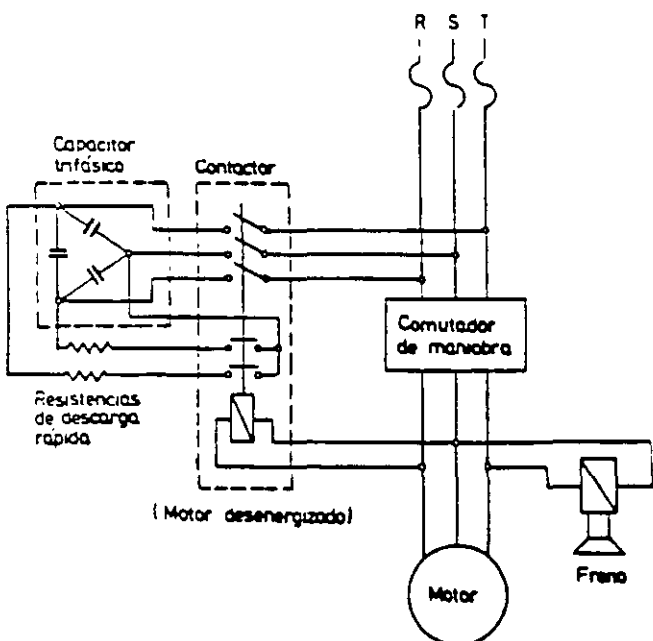 R S T
Capacitor
trifásico
Contactor
Comutador
de maniobra
Resistencias
de descarga
rápida
(Motor desenergizado)
Freno
Motor